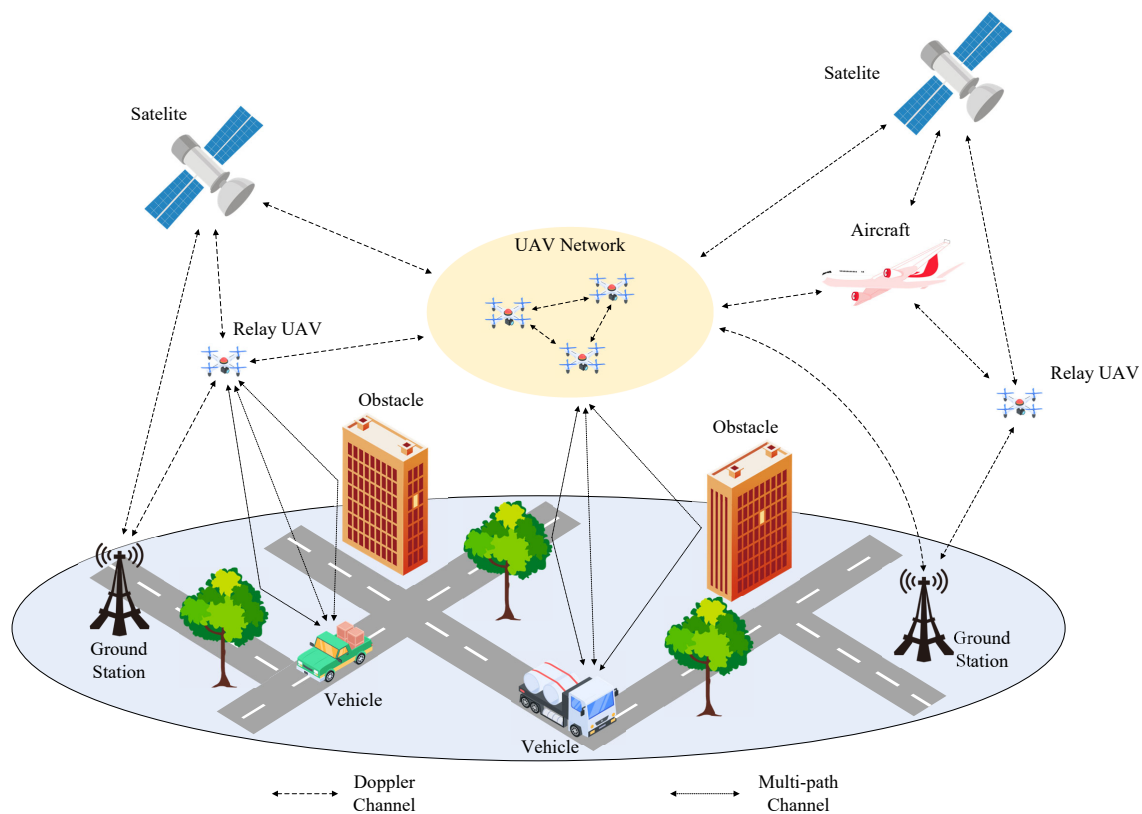 Satelite
Satelite
Aircraft
UAV Network
Relay UAV
Relay UAV
Obstacle
Obstacle
Ground
Station
Ground
Station
Vehicle
Vehicle
Doppler
Channel
Multi-path
Channel